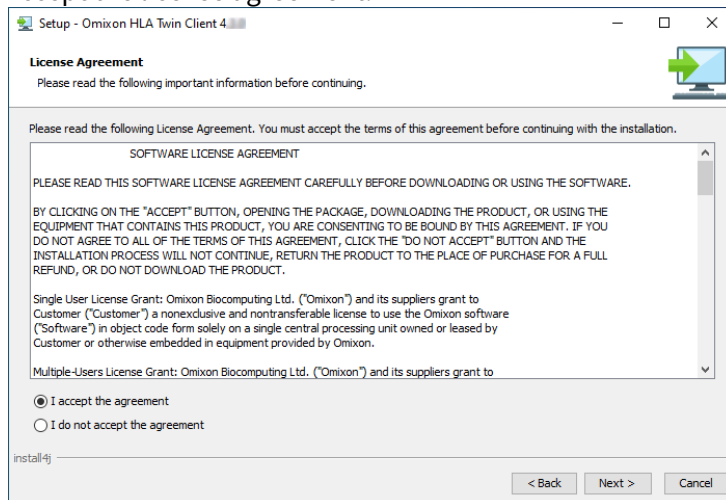 Setup - Omixon HLA Twin Client 4.
License Agreement
Please read the following important information before continuing.
Please read the following License Agreement. You must accept the terms of this agreement before continuing with the installation.
SOFTWARE LICENSE AGREEMENT
PLEASE READ THIS SOFTWARE LICENSE AGREEMENT CAREFULLY BEFORE DOWNLOADING OR USING THE SOFTWARE.
BY CLICKING ON THE "ACCEPT" BUTTON, OPENING THE PACKAGE, DOWNLOADING THE PRODUCT, OR USING THE
EQUIPMENT THAT CONTAINS THIS PRODUCT, YOU ARE CONSENTING TO BE BOUND BY THIS AGREEMENT. IF YOU
DO NOT AGREE TO ALL OF THE TERMS OF THIS AGREEMENT, CLICK THE "DO NOT ACCEPT" BUTTON AND THE
INSTALLATION PROCESS WILL NOT CONTINUE, RETURN THE PRODUCT TO THE PLACE OF PURCHASE FOR A FULL
REFUND, OR DO NOT DOWNLOAD THE PRODUCT.
Single User License Grant: Omixon Biocomputing Ltd. ("Omixon") and its suppliers grant to
Customer ("Customer") a nonexclusive and nontransferable license to use the Omixon software
("Software") in object code form solely on a single central processing unit owned or leased by
Customer or otherwise embedded in equipment provided by Omixon.
Multiple-Users License Grant: Omixon Biocomputing Ltd. ("Omixon") and its suppliers grant to
I accept the agreement
I do not accept the agreement
install4j
< Back Next > Cancel